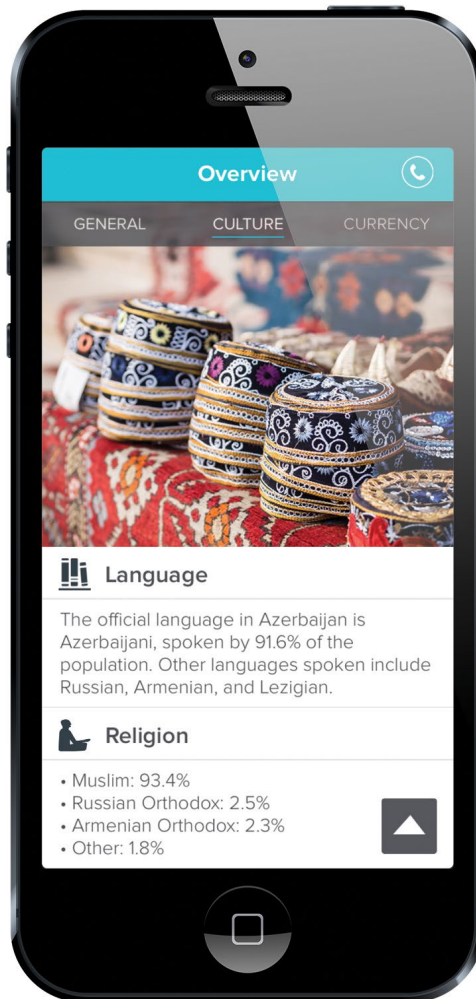 Overview
GENERAL CULTURE CURRENCY
Language
The official language in Azerbaijan is
Azerbaijani, spoken by 91.6% of the
population. Other languages spoken include
Russian, Armenian, and Lezigian.
Religion
• Muslim: 93.4%
• Russian Orthodox: 2.5%
• Armenian Orthodox: 2.3%
• Other: 1.8%